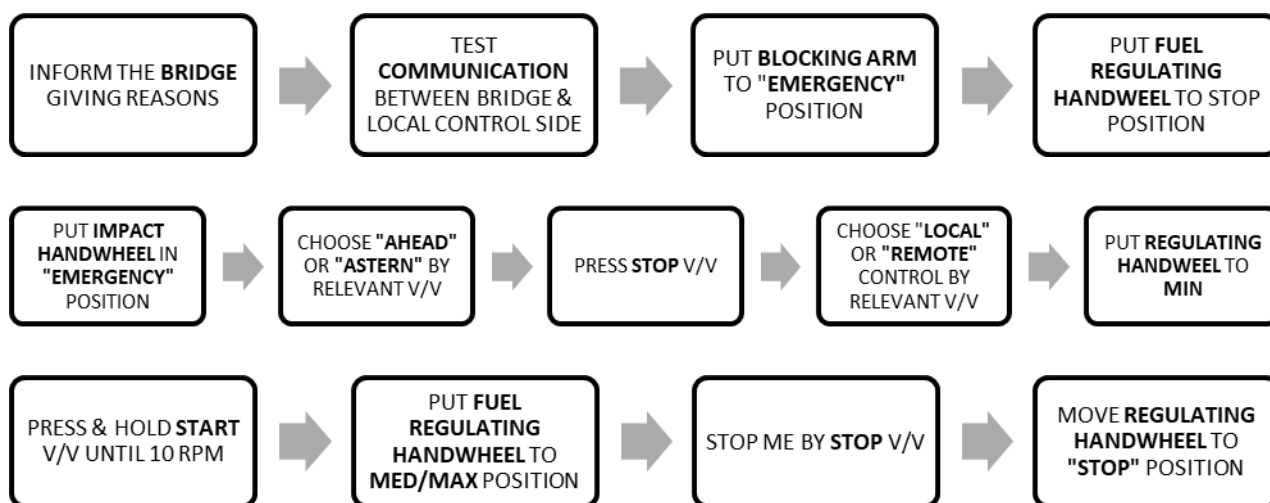 INFORM THE BRIDGE
GIVING REASONS
TEST
COMMUNICATION
BETWEEN BRIDGE &
LOCAL CONTROL SIDE
PUT BLOCKING ARM
TO "EMERGENCY"
POSITION
PUT FUEL
REGULATING
HANDWEEL TO STOP
POSITION
PUT IMPACT
HANDWHEEL IN
"EMERGENCY"
POSITION
CHOOSE "AHEAD"
OR "ASTERN" BY
RELEVANT V/V
PRESS STOP V/V
CHOOSE "LOCAL"
OR "REMOTE"
CONTROL BY
RELEVANT V/V
PUT REGULATING
HANDWEEL TO
MIN
PRESS & HOLD START
V/V UNTIL 10 RPM
PUT FUEL
REGULATING
HANDWHEEL TO
MED/MAX POSITION
STOP ME BY STOP V/V
MOVE REGULATING
HANDWHEEL TO
"STOP" POSITION